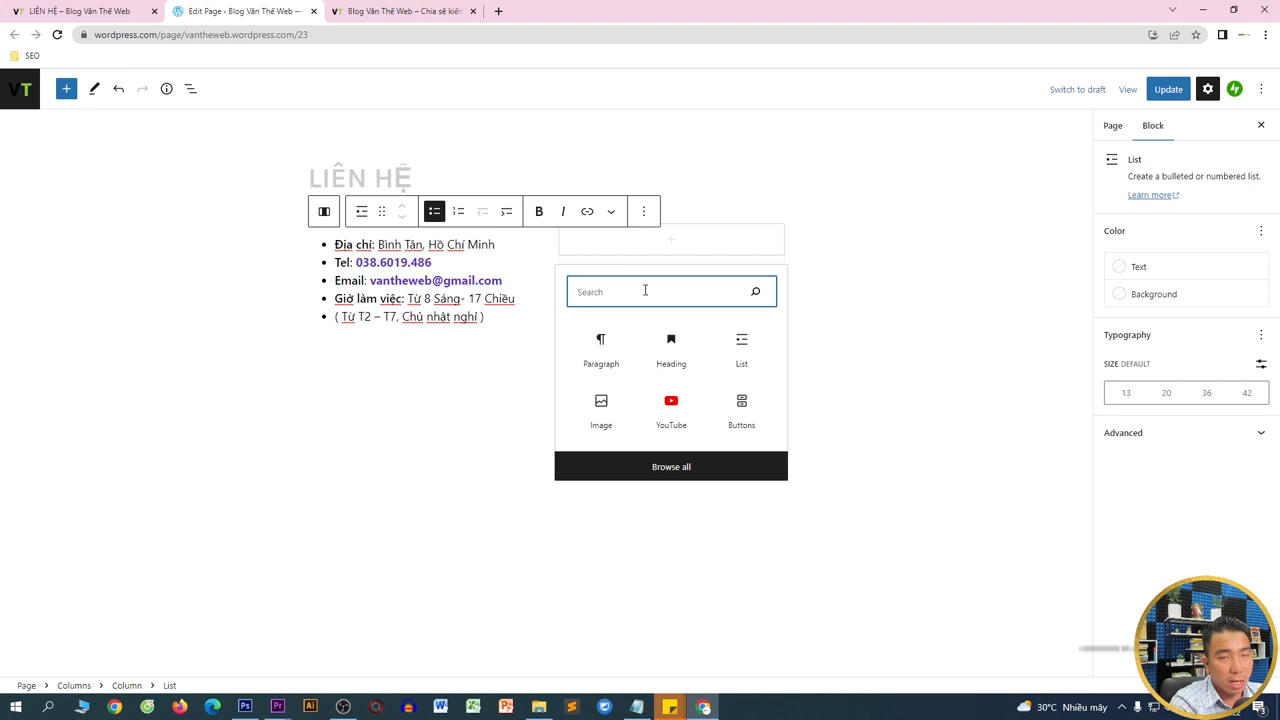 LIÊN HỆ – Blog Văn Thế Web
Edit Page ‹ Blog Văn Thế Web —
Blog Văn Thế Web – Chia sẻ kiến
wordpress.com/page/vantheweb.wordpress.com/23
SEO
VT
Switch to draft
View
Update
Page
Block
List
Create a bulleted or numbered list.
Learn more
Color
Text
Background
Typography
SIZE DEFAULT
13 20 36 42
Advanced
LIÊN HỆ
B I
Địa chỉ: Bình Tân, Hồ Chí Minh
Tel: 038.6019.486
Email: vantheweb@gmail.com
Giờ làm việc: Từ 8 Sáng- 17 Chiều
( Từ T2 – T7, Chủ nhật nghỉ )
Search
Paragraph
Heading
List
Image
YouTube
Buttons
Browse all
Page › Columns › Column › List
30°C Nhiều mây